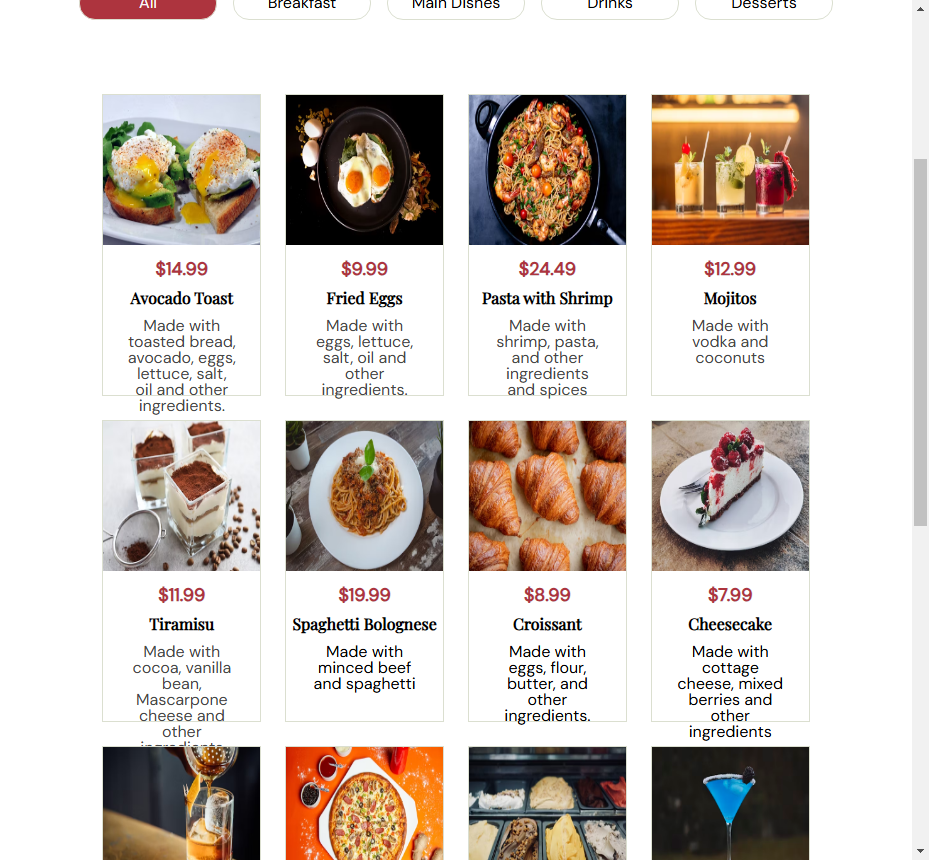 All
Breakfast
Main Dishes
Drinks
Desserts
$14.99
Avocado Toast
Made with
toasted bread,
avocado, eggs,
lettuce, salt,
oil and other
ingredients.
$9.99
Fried Eggs
Made with
eggs, lettuce,
salt, oil and
other
ingredients.
$24.49
Pasta with Shrimp
Made with
shrimp, pasta,
and other
ingredients
and spices
$12.99
Mojitos
Made with
vodka and
coconuts
$11.99
Tiramisu
Made with
cocoa, vanilla
bean,
Mascarpone
cheese and
other
ingredients
$19.99
Spaghetti Bolognese
Made with
minced beef
and spaghetti
$8.99
Croissant
Made with
eggs, flour,
butter, and
other
ingredients.
$7.99
Cheesecake
Made with
cottage
cheese, mixed
berries and
other
ingredients